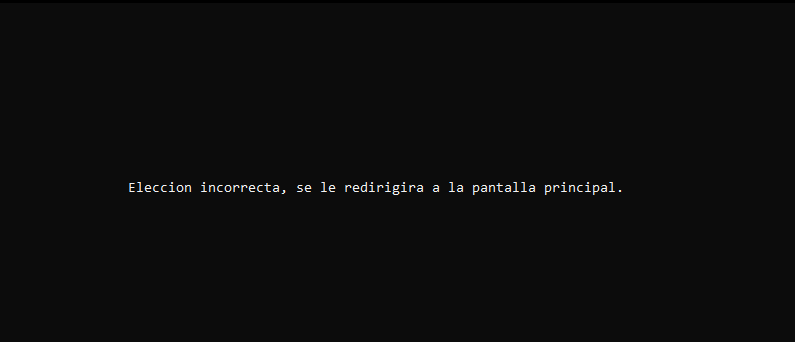 Eleccion incorrecta, se le redirigira a la pantalla principal.